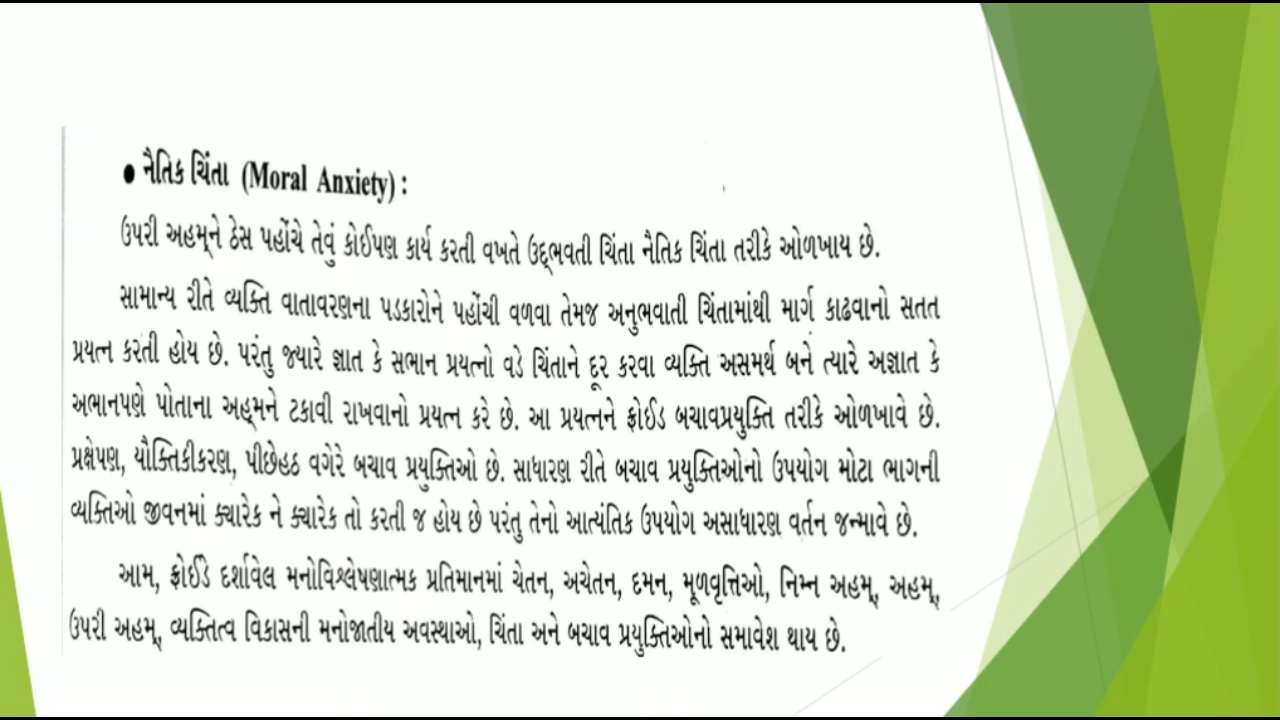 • નૈતિક ચિંતા (Moral Anxiety) :
ઉપરી અહમ્‌ને ઠેસ પહોંચે તેવું કોઈપણ કાર્ય કરતી વખતે ઉદ્‌ભવતી ચિંતા નૈતિક ચિંતા તરીકે ઓળખાય છે.
સામાન્ય રીતે વ્યક્તિ વાતાવરણના પડકારોને પહોંચી વળવા તેમજ અનુભવાતી ચિંતામાંથી માર્ગ કાઢવાનો સતત
પ્રયત્ન કરતી હોય છે. પરંતુ જ્યારે જ્ઞાત કે સભાન પ્રયત્નો વડે ચિંતાને દૂર કરવા વ્યક્તિ અસમર્થ બને ત્યારે અજ્ઞાત કે
અભાનપણે પોતાના અહ્મને ટકાવી રાખવાનો પ્રયત્ન કરે છે. આ પ્રયત્નને ફ્રોઈડ બચાવપ્રયુક્તિ તરીકે ઓળખાવે છે.
પ્રક્ષેપણ, યૌક્તિકીકરણ, પીછેહઠ વગેરે બચાવ પ્રયુક્તિઓ છે. સાધારણ રીતે બચાવ પ્રયુક્તિઓનો ઉપયોગ મોટા ભાગની
વ્યક્તિઓ જીવનમાં ક્યારેક ને ક્યારેક તો કરતી જ હોય છે પરંતુ તેનો આત્યંતિક ઉપયોગ અસાધારણ વર્તન જન્માવે છે.
આમ, ફ્રોઈડે દર્શાવેલ મનોવિશ્લેષણાત્મક પ્રતિમાનમાં ચેતન, અચેતન, દમન, મૂળવૃત્તિઓ, નિમ્ન અહમ્, અહમ્,
ઉપરી અહમ્, વ્યક્તિત્વ વિકાસની મનોજાતીય અવસ્થાઓ, ચિંતા અને બચાવ પ્રયુક્તિઓનો સમાવેશ થાય છે.